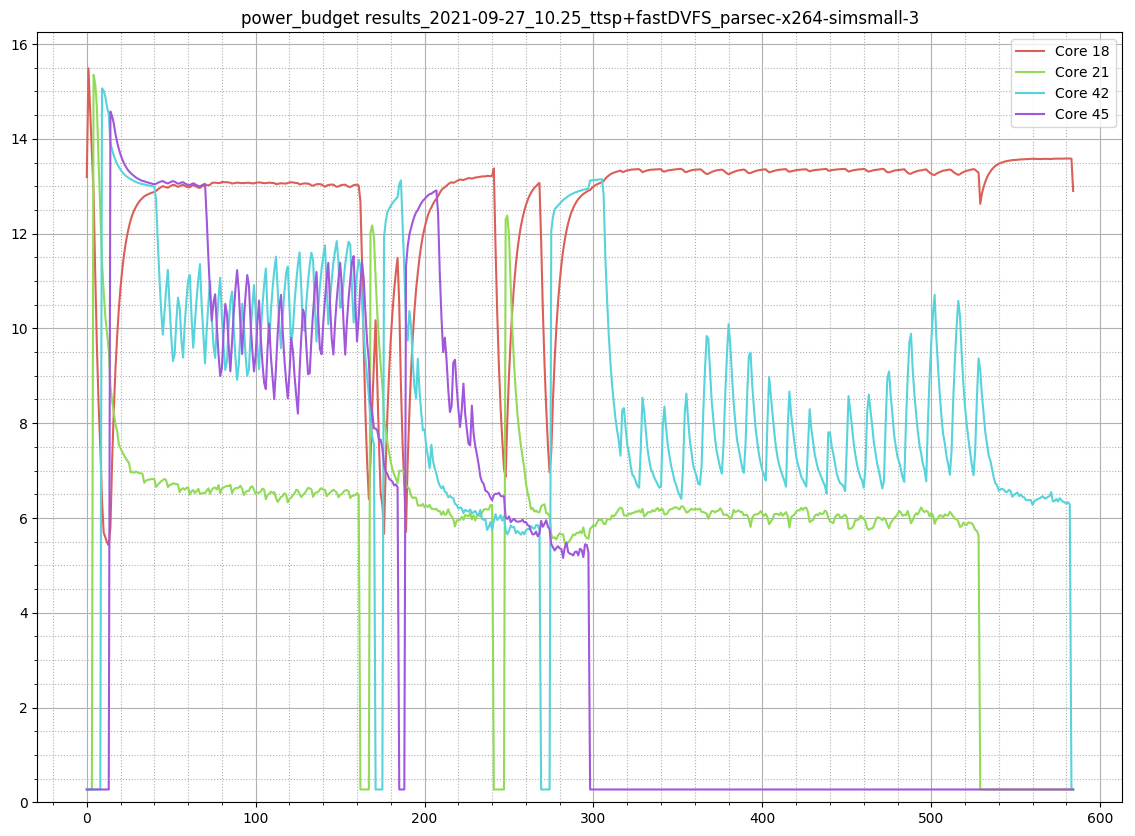 power_budget results_2021-09-27_10.25_ttsp+fastDVFS_parsec-x264-simsmall-3
Core 18
Core 21
Core 42
Core 45
16
14
12
10
8
6
4
2
0
0 100 200 300 400 500 600